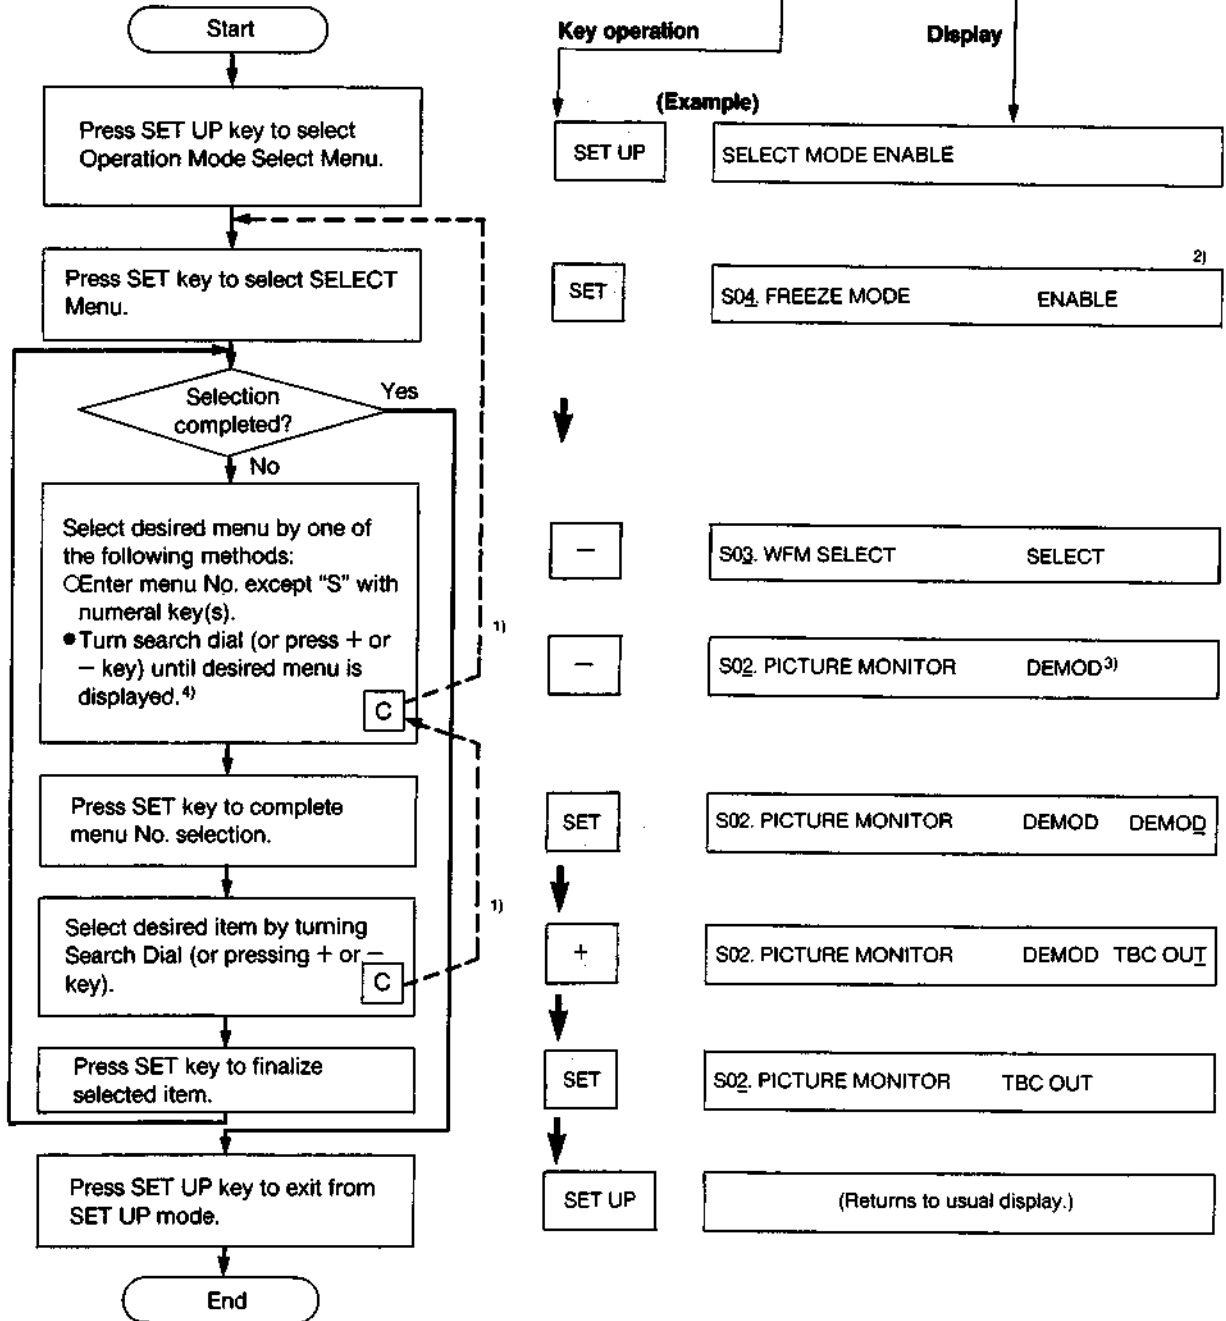 Start
Press SET UP key to select
Operation Mode Select Menu.
Press SET key to select SELECT
Menu.
Selection
completed?
Yes
No
Select desired menu by one of
the following methods:
○Enter menu No. except "S" with
numeral key(s).
●Turn search dial (or press + or
− key) until desired menu is
displayed.4)
C
1)
Press SET key to complete
menu No. selection.
Select desired item by turning
Search Dial (or pressing + or −
key).
C
1)
Press SET key to finalize
selected item.
Press SET UP key to exit from
SET UP mode.
End
Key operation
Display
(Example)
SET UP
SELECT MODE ENABLE
SET
2)
S04. FREEZE MODE ENABLE
−
S03. WFM SELECT SELECT
−
S02. PICTURE MONITOR DEMOD3)
SET
S02. PICTURE MONITOR DEMOD DEMOD
+
S02. PICTURE MONITOR DEMOD TBC OUT
SET
S02. PICTURE MONITOR TBC OUT
SET UP
(Returns to usual display.)